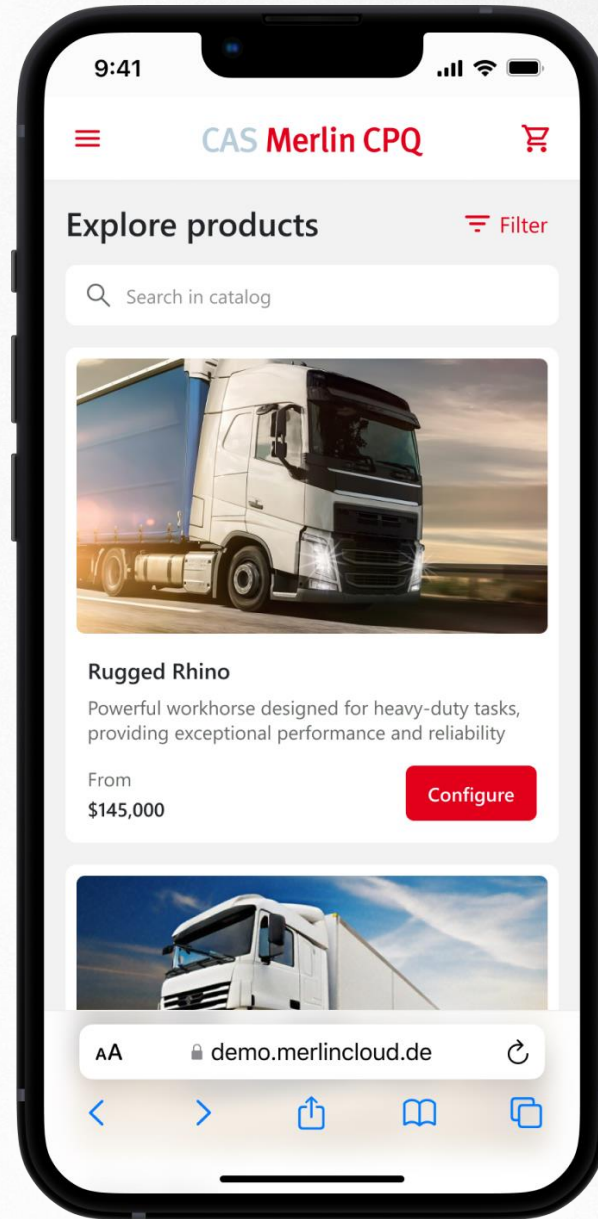 9:41
CAS Merlin CPQ
Explore products
Filter
Search in catalog
Rugged Rhino
Powerful workhorse designed for heavy-duty tasks,
providing exceptional performance and reliability
From
$145,000
Configure
AA
demo.merlincloud.de